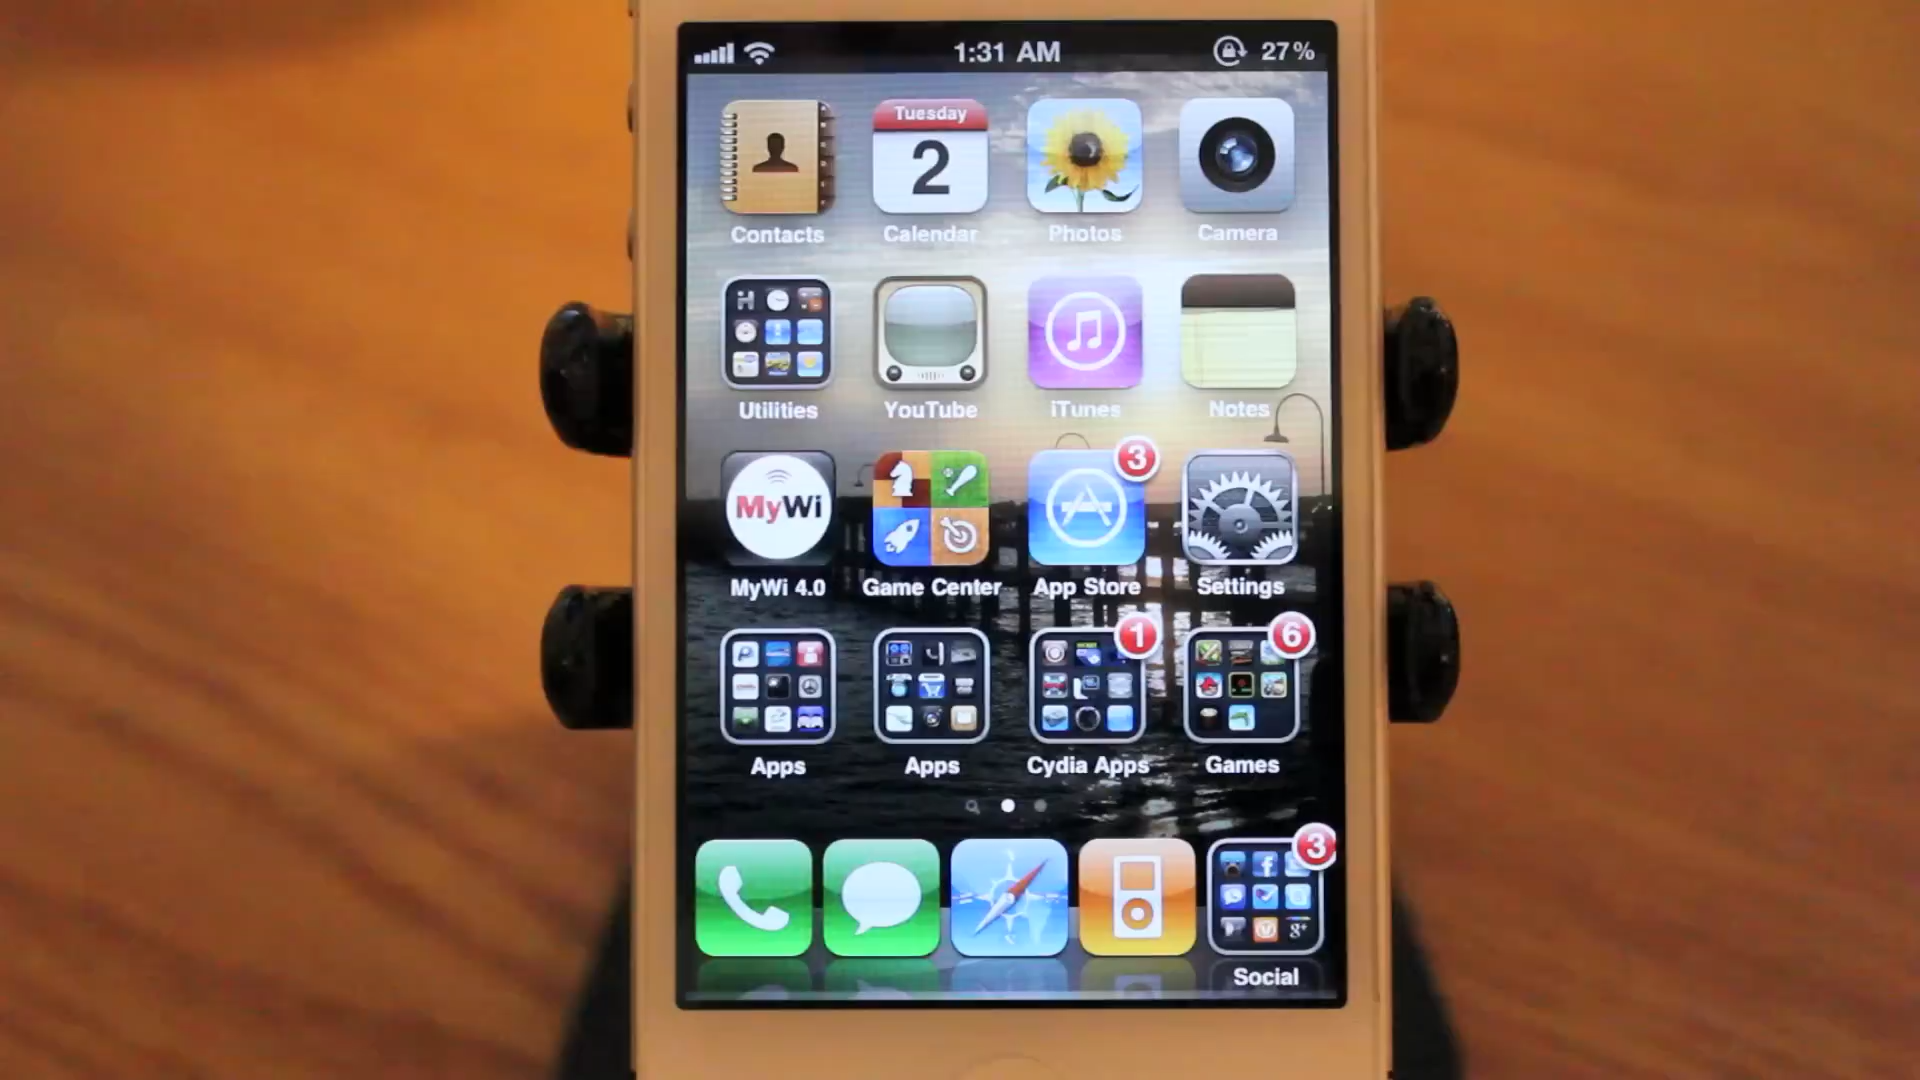 1:31 AM 27%
Tuesday
2
Contacts Calendar Photos Camera
Utilities YouTube iTunes Notes
3
MyWi
MyWi 4.0 Game Center App Store Settings
1 6
Apps Apps Cydia Apps Games
3
f
g+
Social